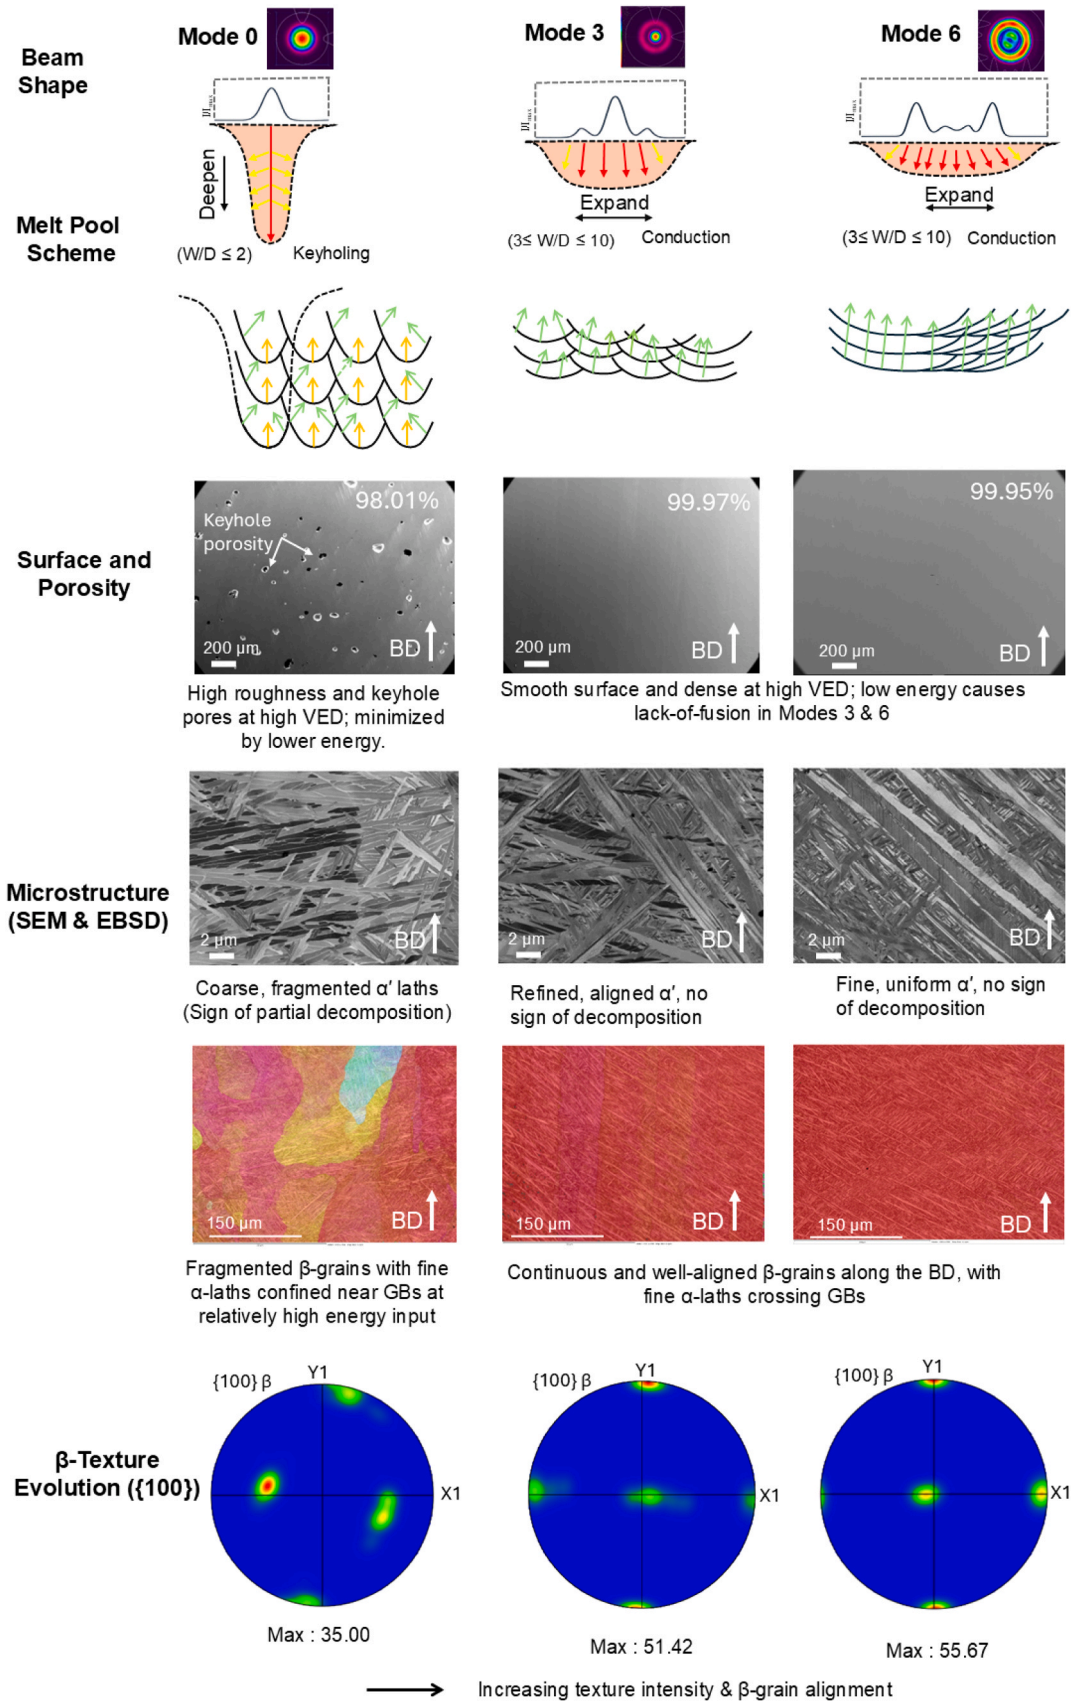 Mode 0
Mode 3
Mode 6
Beam
Shape
I/Imax
I/Imax
I/Imax
Deepen
Expand
Expand
Melt Pool
Scheme
(W/D ≤ 2)
Keyholing
(3≤ W/D ≤ 10)
Conduction
(3≤ W/D ≤ 10)
Conduction
Surface and
Porosity
98.01%
Keyhole
porosity
200 µm
BD
99.97%
200 µm
BD
99.95%
200 µm
BD
High roughness and keyhole
pores at high VED; minimized
by lower energy.
Smooth surface and dense at high VED; low energy causes
lack-of-fusion in Modes 3 & 6
Microstructure
(SEM & EBSD)
2 µm
BD
2 µm
BD
2 µm
BD
Coarse, fragmented α′ laths
(Sign of partial decomposition)
Refined, aligned α′, no
sign of decomposition
Fine, uniform α′, no sign
of decomposition
150 µm
BD
150 µm
BD
150 µm
BD
Fragmented β-grains with fine
α-laths confined near GBs at
relatively high energy input
Continuous and well-aligned β-grains along the BD, with
fine α-laths crossing GBs
β-Texture
Evolution ({100})
{100} β
Y1
X1
Max : 35.00
{100} β
Y1
X1
Max : 51.42
{100} β
Y1
X1
Max : 55.67
Increasing texture intensity & β-grain alignment